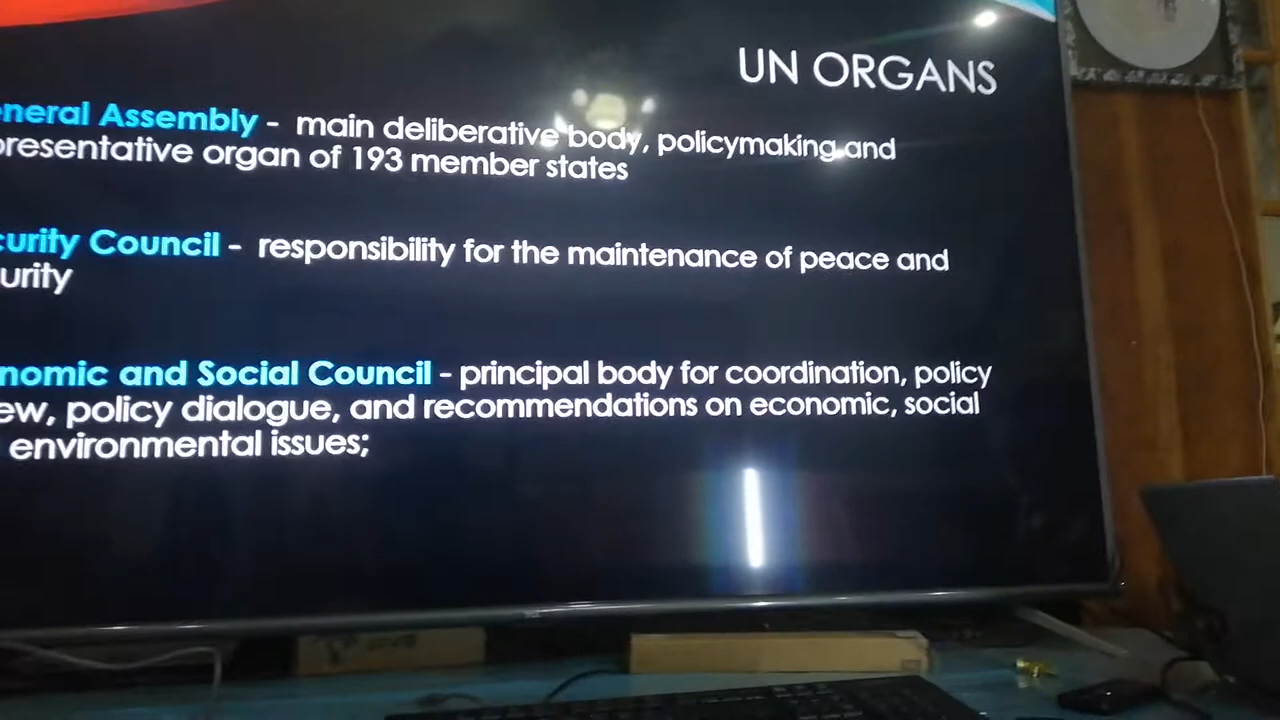 UN ORGANS
eneral Assembly - main deliberative body, policymaking and
presentative organ of 193 member states
curity Council - responsibility for the maintenance of peace and
urity
nomic and Social Council - principal body for coordination, policy
ew, policy dialogue, and recommendations on economic, social
environmental issues;